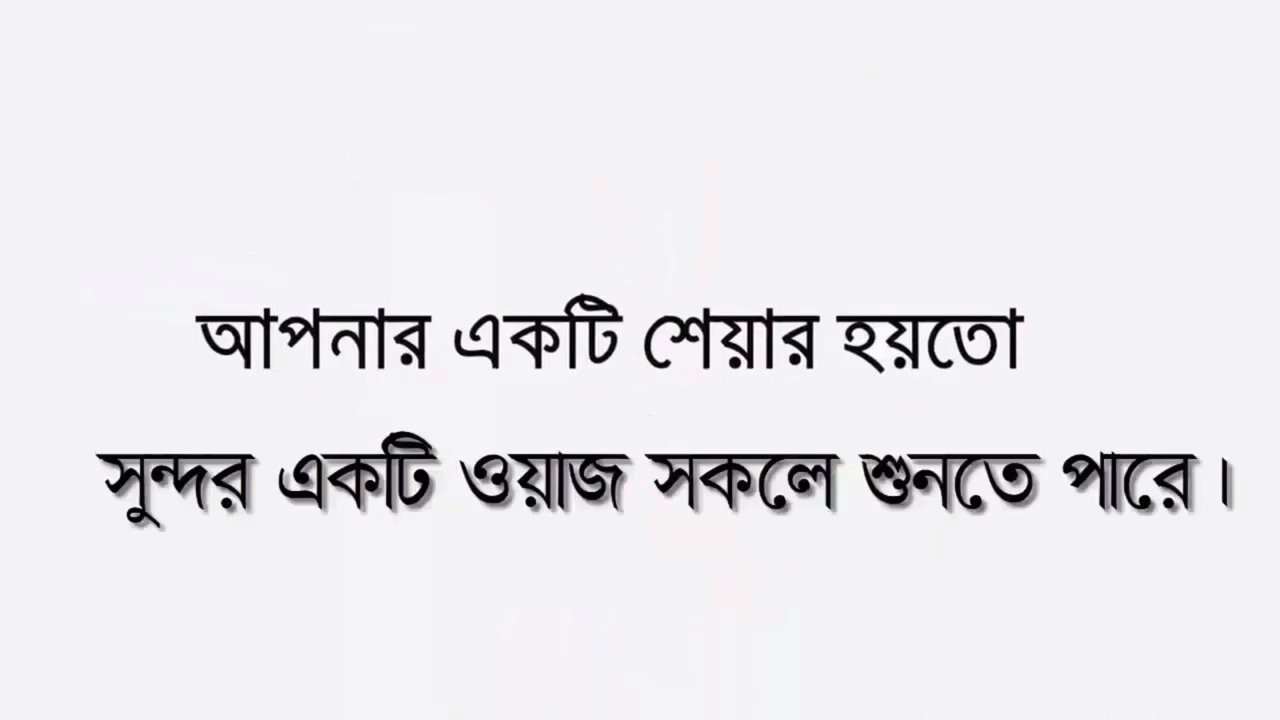 আপনার একটি শেয়ার হয়তো
সুন্দর একটি ওয়াজ সকলে শুনতে পারে।